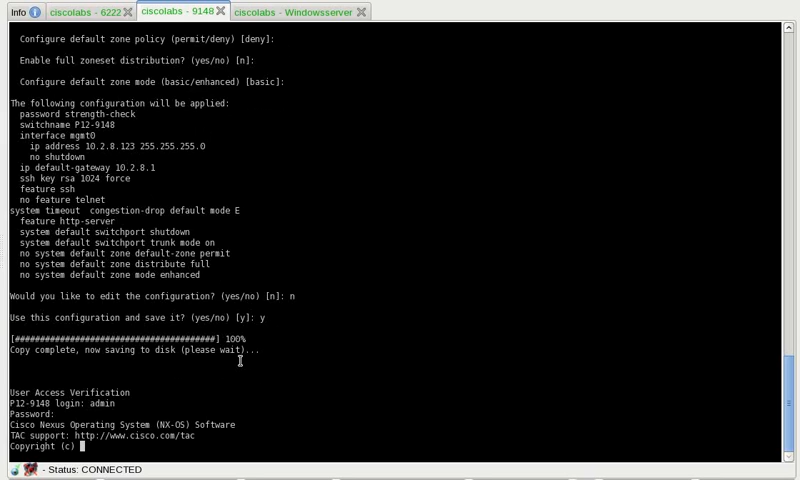 Info
ciscolabs - 6222
ciscolabs - 9148
ciscolabs - Windowsserver
Configure default zone policy (permit/deny) [deny]:
Enable full zoneset distribution? (yes/no) [n]:
Configure default zone mode (basic/enhanced) [basic]:
The following configuration will be applied:
password strength-check
switchname P12-9148
interface mgmt0
ip address 10.2.8.123 255.255.255.0
no shutdown
ip default-gateway 10.2.8.1
ssh key rsa 1024 force
feature ssh
no feature telnet
system timeout  congestion-drop default mode E
feature http-server
system default switchport shutdown
system default switchport trunk mode on
no system default zone default-zone permit
no system default zone distribute full
no system default zone mode enhanced
Would you like to edit the configuration? (yes/no) [n]: n
Use this configuration and save it? (yes/no) [y]: y
[########################################] 100%
Copy complete, now saving to disk (please wait)...
User Access Verification
P12-9148 login: admin
Password:
Cisco Nexus Operating System (NX-OS) Software
TAC support: http://www.cisco.com/tac
Copyright (c)
- Status: CONNECTED